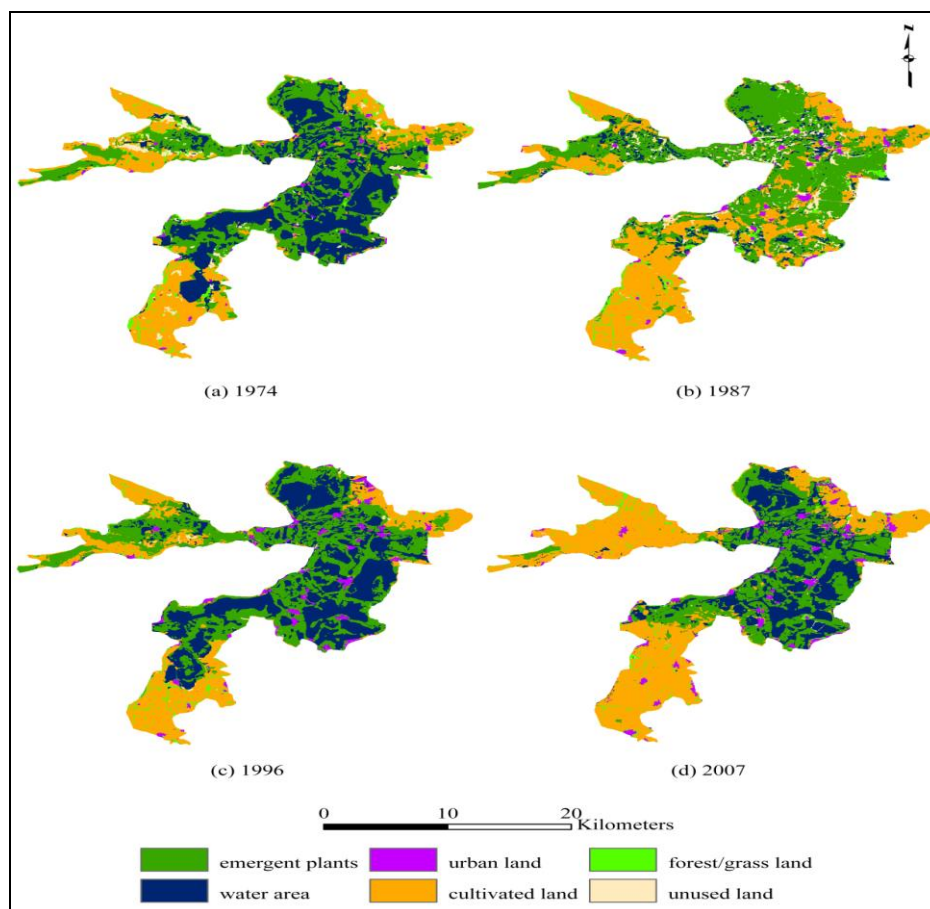 N
(a) 1974
(b) 1987
(c) 1996
(d) 2007
0 10 20
Kilometers
emergent plants urban land forest/grass land
water area cultivated land unused land